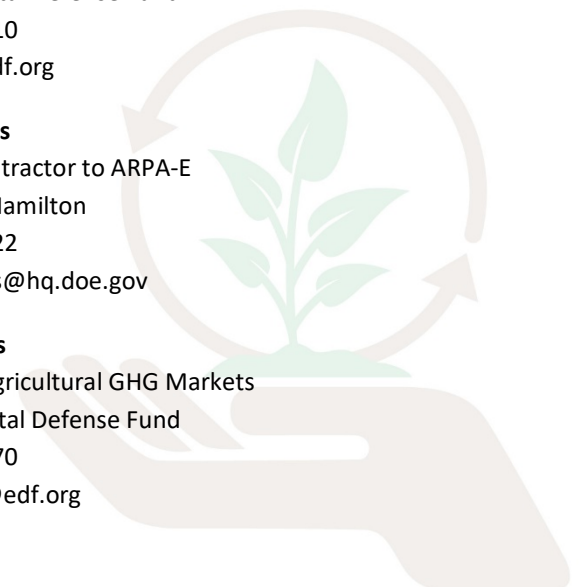 10
df.org
s
tractor to ARPA-E
Hamilton
22
s@hq.doe.gov
s
gricultural GHG Markets
tal Defense Fund
70
@edf.org